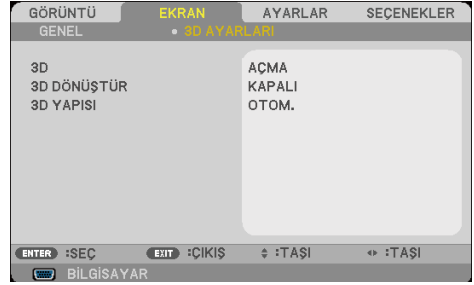 GÖRÜNTÜ EKRAN AYARLAR SEÇENEKLER
GENEL • 3D AYARLARI
3D AÇMA
3D DÖNÜŞTÜR KAPALI
3D YAPISI OTOM.
ENTER :SEÇ EXIT :ÇIKIŞ :TAŞI :TAŞI
BİLGİSAYAR